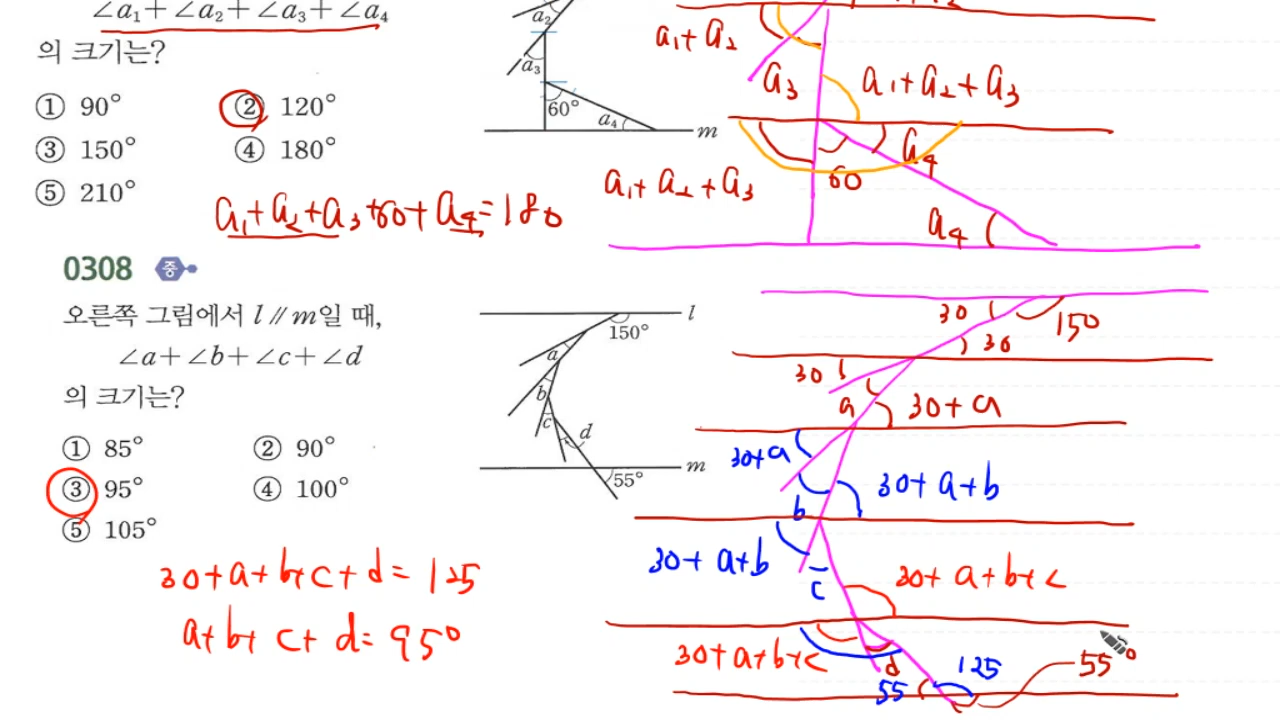 ∠a₁+∠a₂+∠a₃+∠a₄
의 크기는?
① 90° ② 120°
③ 150° ④ 180°
⑤ 210°
a₁+a₂+a₃+60+a₄=180
a₂
a₃
60°
a₄
m
a₁+a₂
a₃
a₁+a₂+a₃
a₄
60
a₁+a₂+a₃
a₄
0308 중
오른쪽 그림에서 l // m일 때,
∠a+∠b+∠c+∠d
의 크기는?
① 85° ② 90°
③ 95° ④ 100°
⑤ 105°
30+a+b+c+d=125
a+b+c+d=95°
l
150°
a
b
c
d
m
55°
30
150
30
30
a
30+a
30+a
b
30+a+b
30+a+b
c
30+a+b+c
30+a+b+c
d
55
125
55°